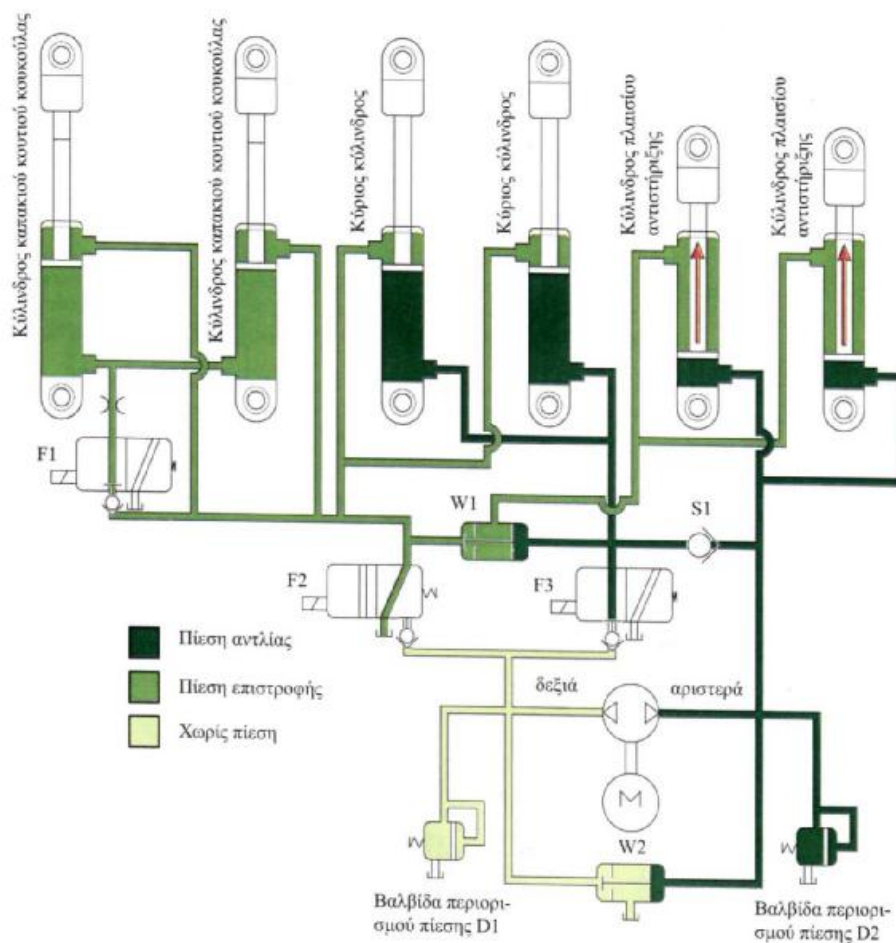 Κύλινδρος καπακιού κουτιού κουκούλας
Κύλινδρος καπακιού κουτιού κουκούλας
Κύριος κύλινδρος
Κύριος κύλινδρος
Κύλινδρος πλαισίου
αντιστήριξης
Κύλινδρος πλαισίου
αντιστήριξης
F1
W1
S1
F2
F3
Πίεση αντλίας
Πίεση επιστροφής
Χωρίς πίεση
δεξιά
αριστερά
M
W2
Βαλβίδα περιορι-
σμού πίεσης D1
Βαλβίδα περιορι-
σμού πίεσης D2